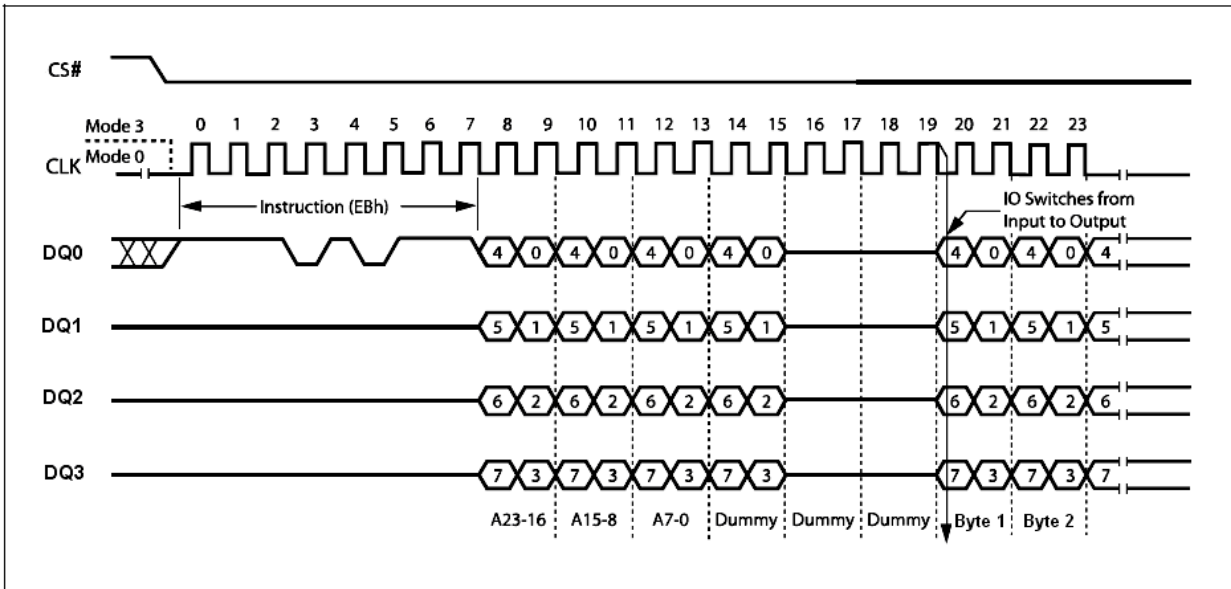 CS#
Mode 3
0 1 2 3 4 5 6 7 8 9 10 11 12 13 14 15 16 17 18 19 20 21 22 23
Mode 0
CLK
Instruction (EBh)
IO Switches from
Input to Output
DQ0
4 0 4 0 4 0 4 0 4 0 4 0 4
DQ1
5 1 5 1 5 1 5 1 5 1 5 1 5
DQ2
6 2 6 2 6 2 6 2 6 2 6 2 6
DQ3
7 3 7 3 7 3 7 3 7 3 7 3 7
A23-16 A15-8 A7-0 Dummy Dummy Dummy Byte 1 Byte 2